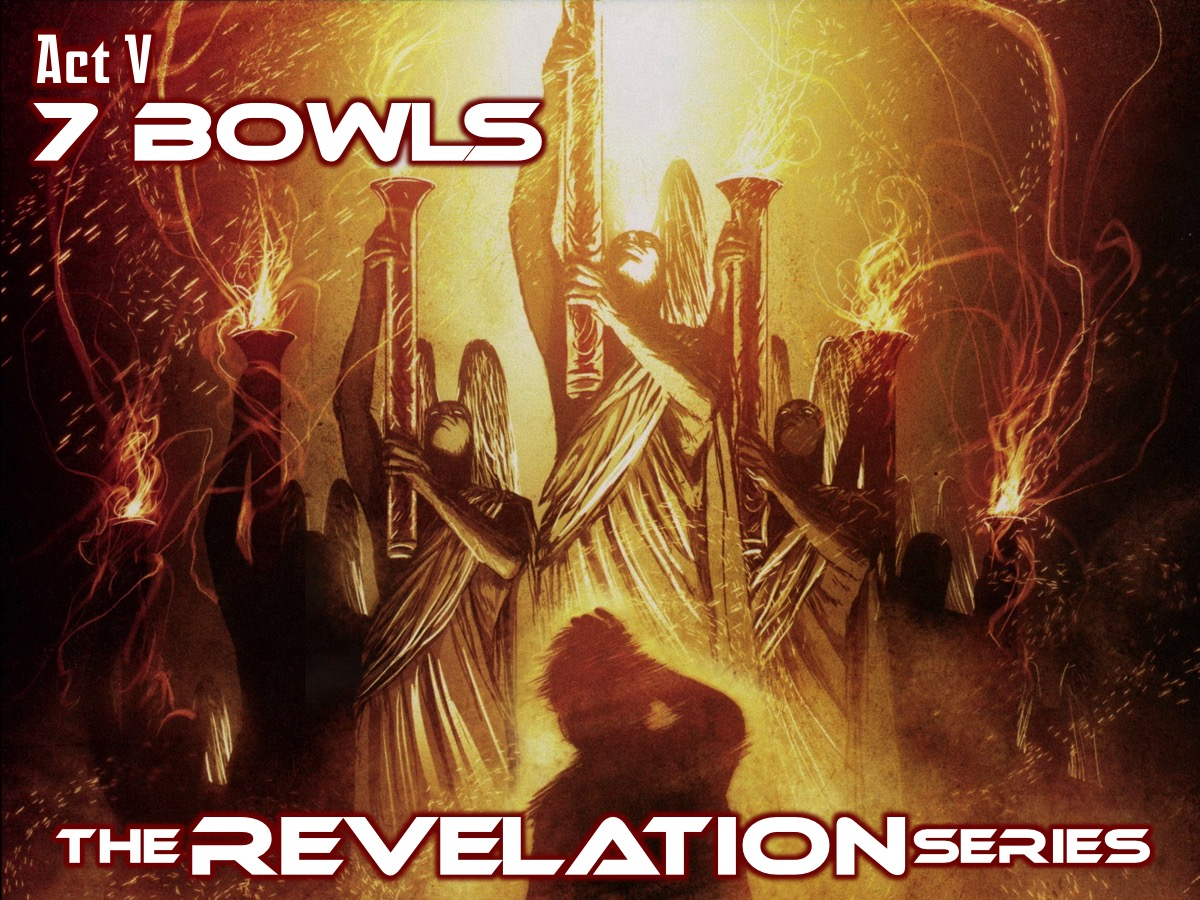 Act V
7 BOWLS
THE REVELATION SERIES